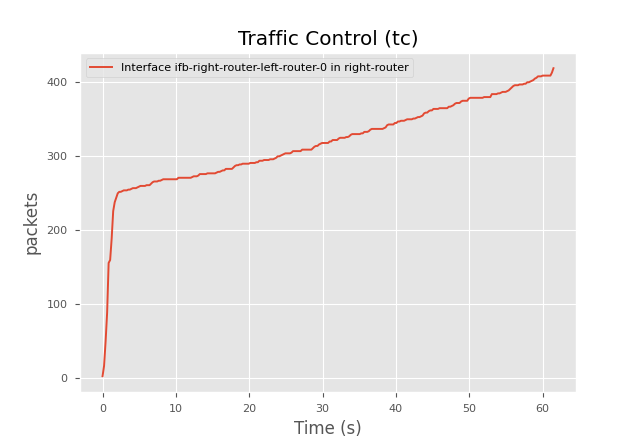 Traffic Control (tc)
Interface ifb-right-router-left-router-0 in right-router
400
300
200
100
0
packets
0 10 20 30 40 50 60
Time (s)